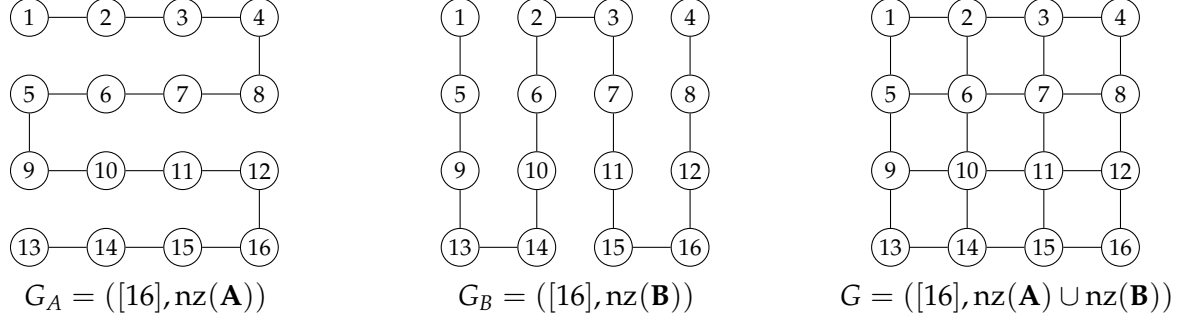 1 2 3 4 1 2 3 4 1 2 3 4
5 6 7 8 5 6 7 8 5 6 7 8
9 10 11 12 9 10 11 12 9 10 11 12
13 14 15 16 13 14 15 16 13 14 15 16
G_A = ([16], nz(𝐀)) G_B = ([16], nz(𝐁)) G = ([16], nz(𝐀) ∪ nz(𝐁))